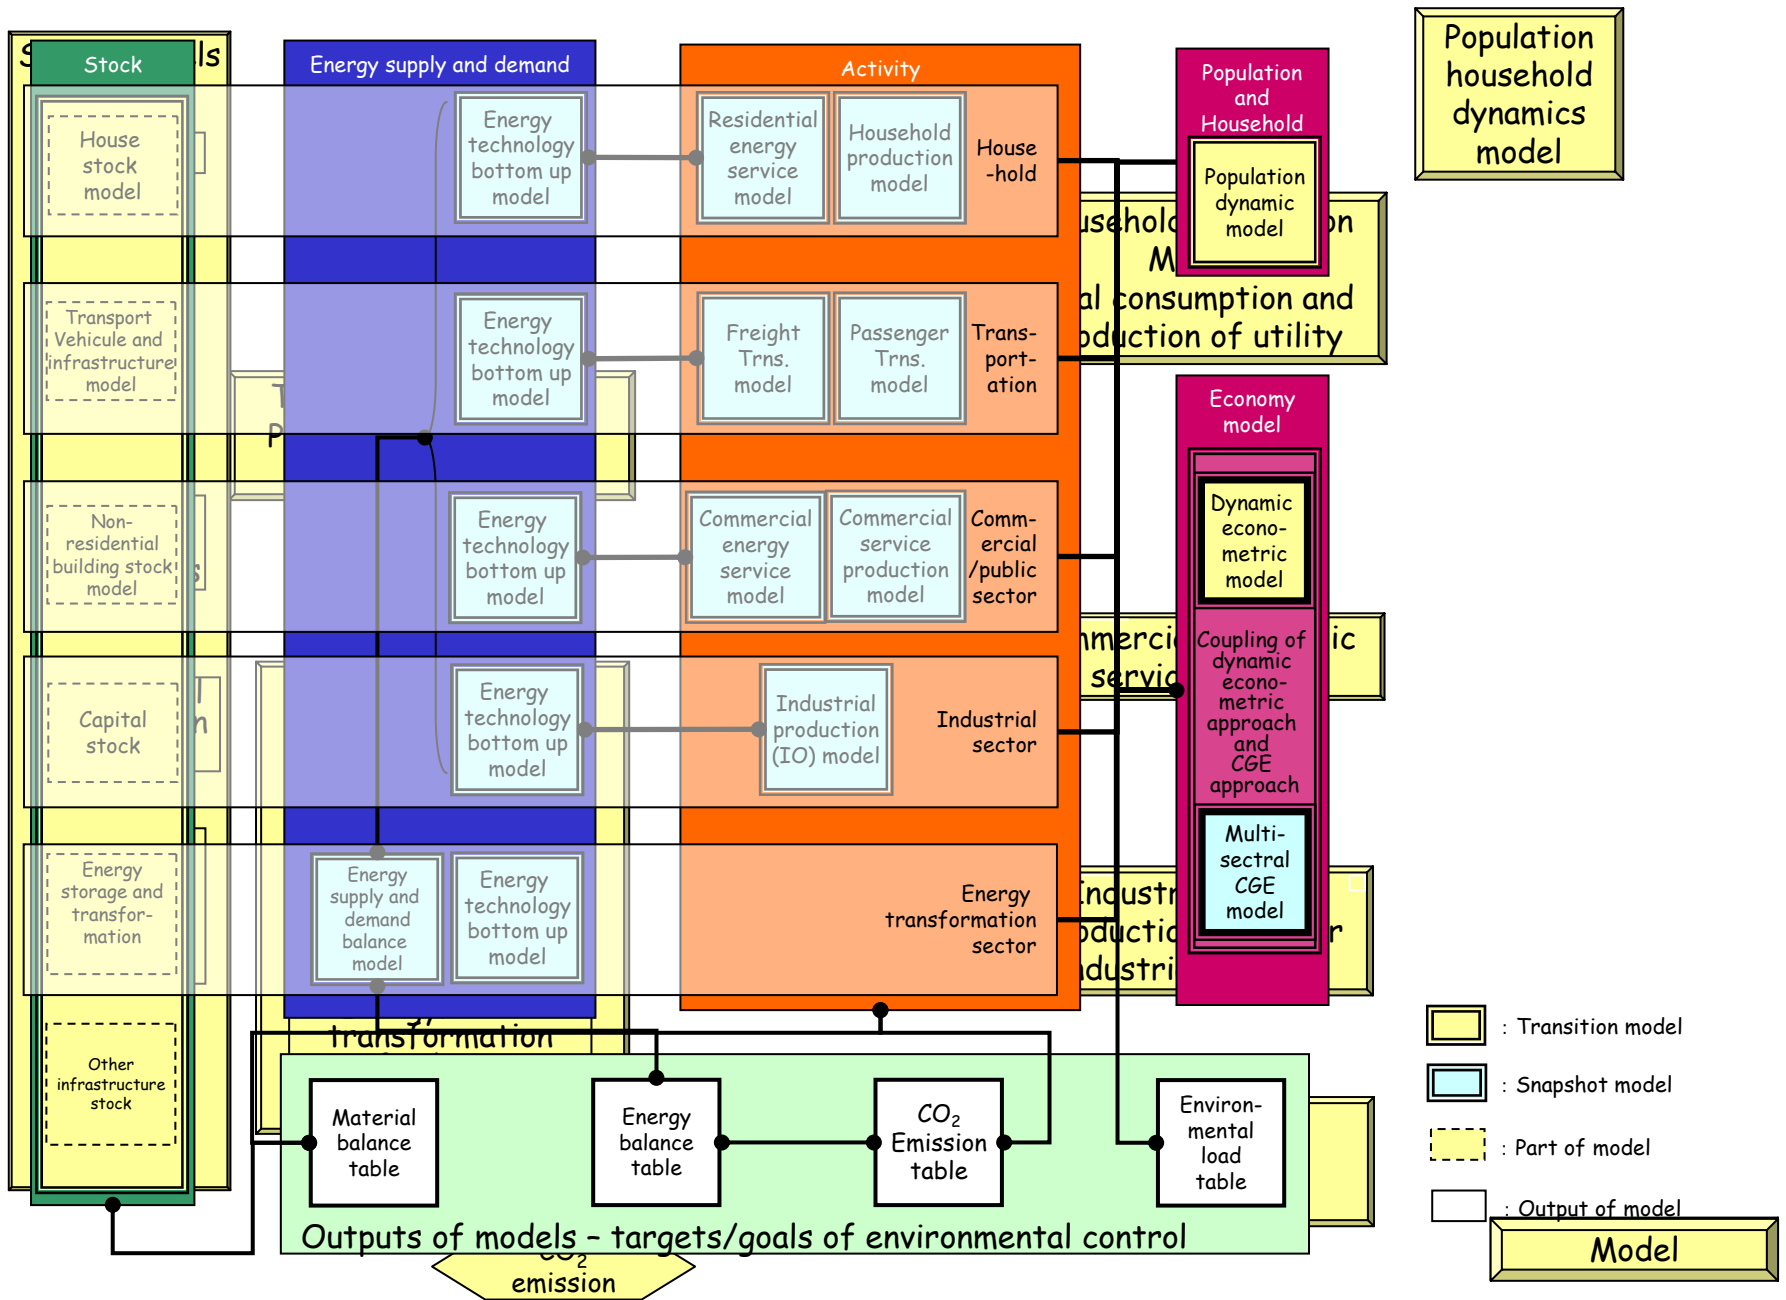 Stock
House
stock
model
Transport
Vehicule and
infrastructure
model
Non-
residential
building stock
model
Capital
stock
Energy
storage and
transfor-
mation
Other
infrastructure
stock
Energy supply and demand
Energy
technology
bottom up
model
Energy
technology
bottom up
model
Energy
technology
bottom up
model
Energy
technology
bottom up
model
Energy
supply and
demand
balance
model
Energy
technology
bottom up
model
transformation
Activity
Residential
energy
service
model
Household
production
model
House
-hold
Freight
Trns.
model
Passenger
Trns.
model
Trans-
port-
ation
Commercial
energy
service
model
Commercial
service
production
model
Comm-
ercial
/public
sector
Industrial
production
(IO) model
Industrial
sector
Energy
transformation
sector
Population
and
Household
Population
dynamic
model
consumption and
of utility
Economy
model
Dynamic
econo-
metric
model
Coupling of
dynamic
econo-
metric
approach
and
CGE
approach
Multi-
sectral
CGE
model
Population
household
dynamics
model
: Transition model
: Snapshot model
: Part of model
: Output of model
Model
Material
balance
table
Energy
balance
table
CO2
Emission
table
Environ-
mental
load
table
Outputs of models – targets/goals of environmental control
CO2
emission